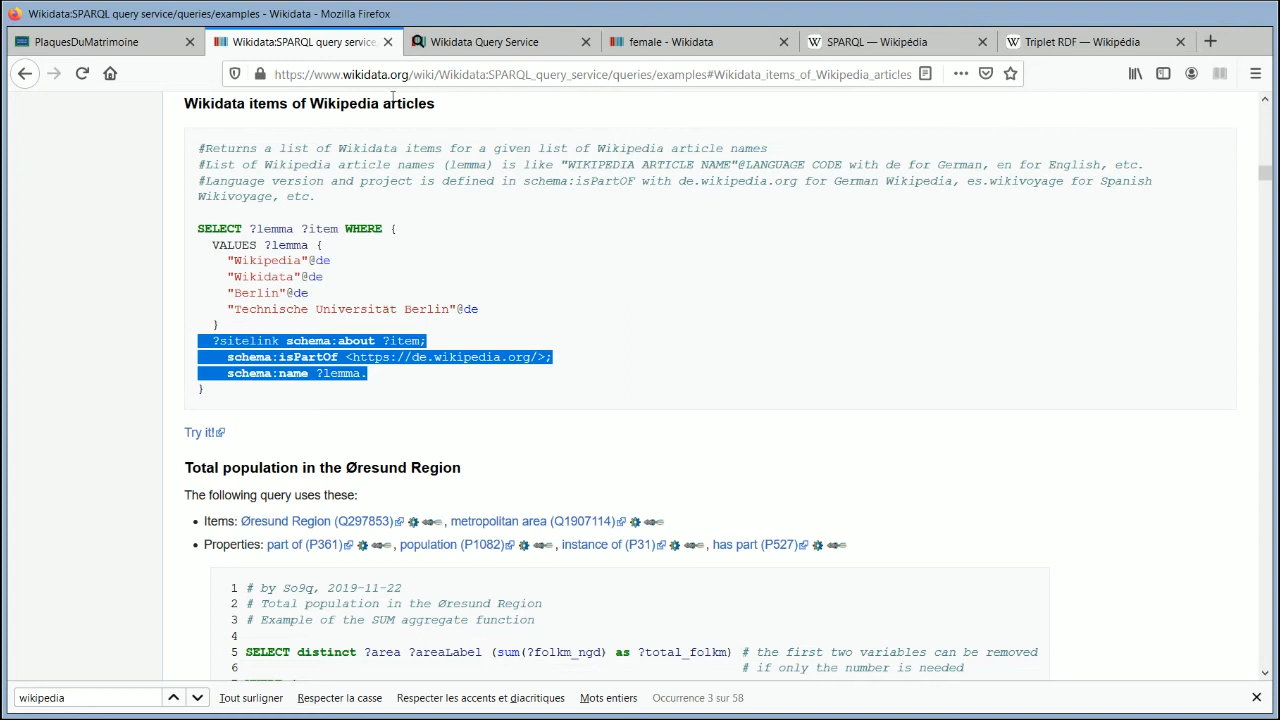 Wikidata:SPARQL query service/queries/examples - Wikidata - Mozilla Firefox
PlaquesDuMatrimoine
Wikidata:SPARQL query service
Wikidata Query Service
female - Wikidata
SPARQL — Wikipédia
Triplet RDF — Wikipédia
https://www.wikidata.org/wiki/Wikidata:SPARQL_query_service/queries/examples#Wikidata_items_of_Wikipedia_articles
Wikidata items of Wikipedia articles
#Returns a list of Wikidata items for a given list of Wikipedia article names
#List of Wikipedia article names (lemma) is like "WIKIPEDIA ARTICLE NAME"@LANGUAGE CODE with de for German, en for English, etc.
#Language version and project is defined in schema:isPartOF with de.wikipedia.org for German Wikipedia, es.wikivoyage for Spanish
Wikivoyage, etc.
SELECT ?lemma ?item WHERE {
VALUES ?lemma {
"Wikipedia"@de
"Wikidata"@de
"Berlin"@de
"Technische Universität Berlin"@de
}
?sitelink schema:about ?item;
schema:isPartOf <https://de.wikipedia.org/>;
schema:name ?lemma.
}
Try it!
Total population in the Øresund Region
The following query uses these:
• Items: Øresund Region (Q297853) , metropolitan area (Q1907114)
• Properties: part of (P361) , population (P1082) , instance of (P31) , has part (P527)
1 # by So9q, 2019-11-22
2 # Total population in the Øresund Region
3 # Example of the SUM aggregate function
4
5 SELECT distinct ?area ?areaLabel (sum(?folkm_ngd) as ?total_folkm) # the first two variables can be removed
6 # if only the number is needed
wikipedia
Tout surligner
Respecter la casse
Respecter les accents et diacritiques
Mots entiers
Occurrence 3 sur 58